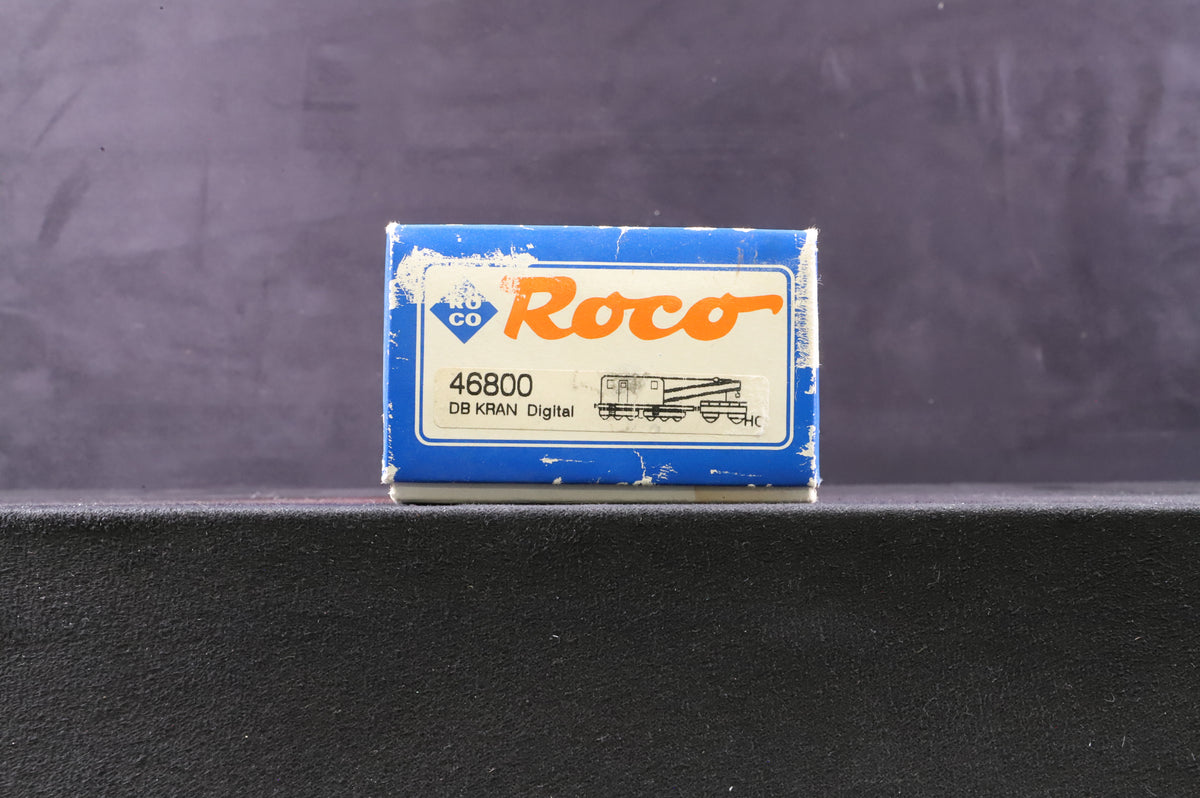 RO
CO
Roco
46800
DB KRAN Digital
HO